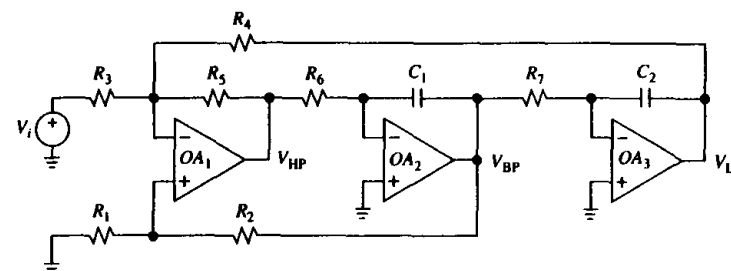 R4
R3
R5
R6
C1
R7
C2
Vi
+
−
+
OA1
VHP
−
+
OA2
VBP
−
+
OA3
VL
R1
R2